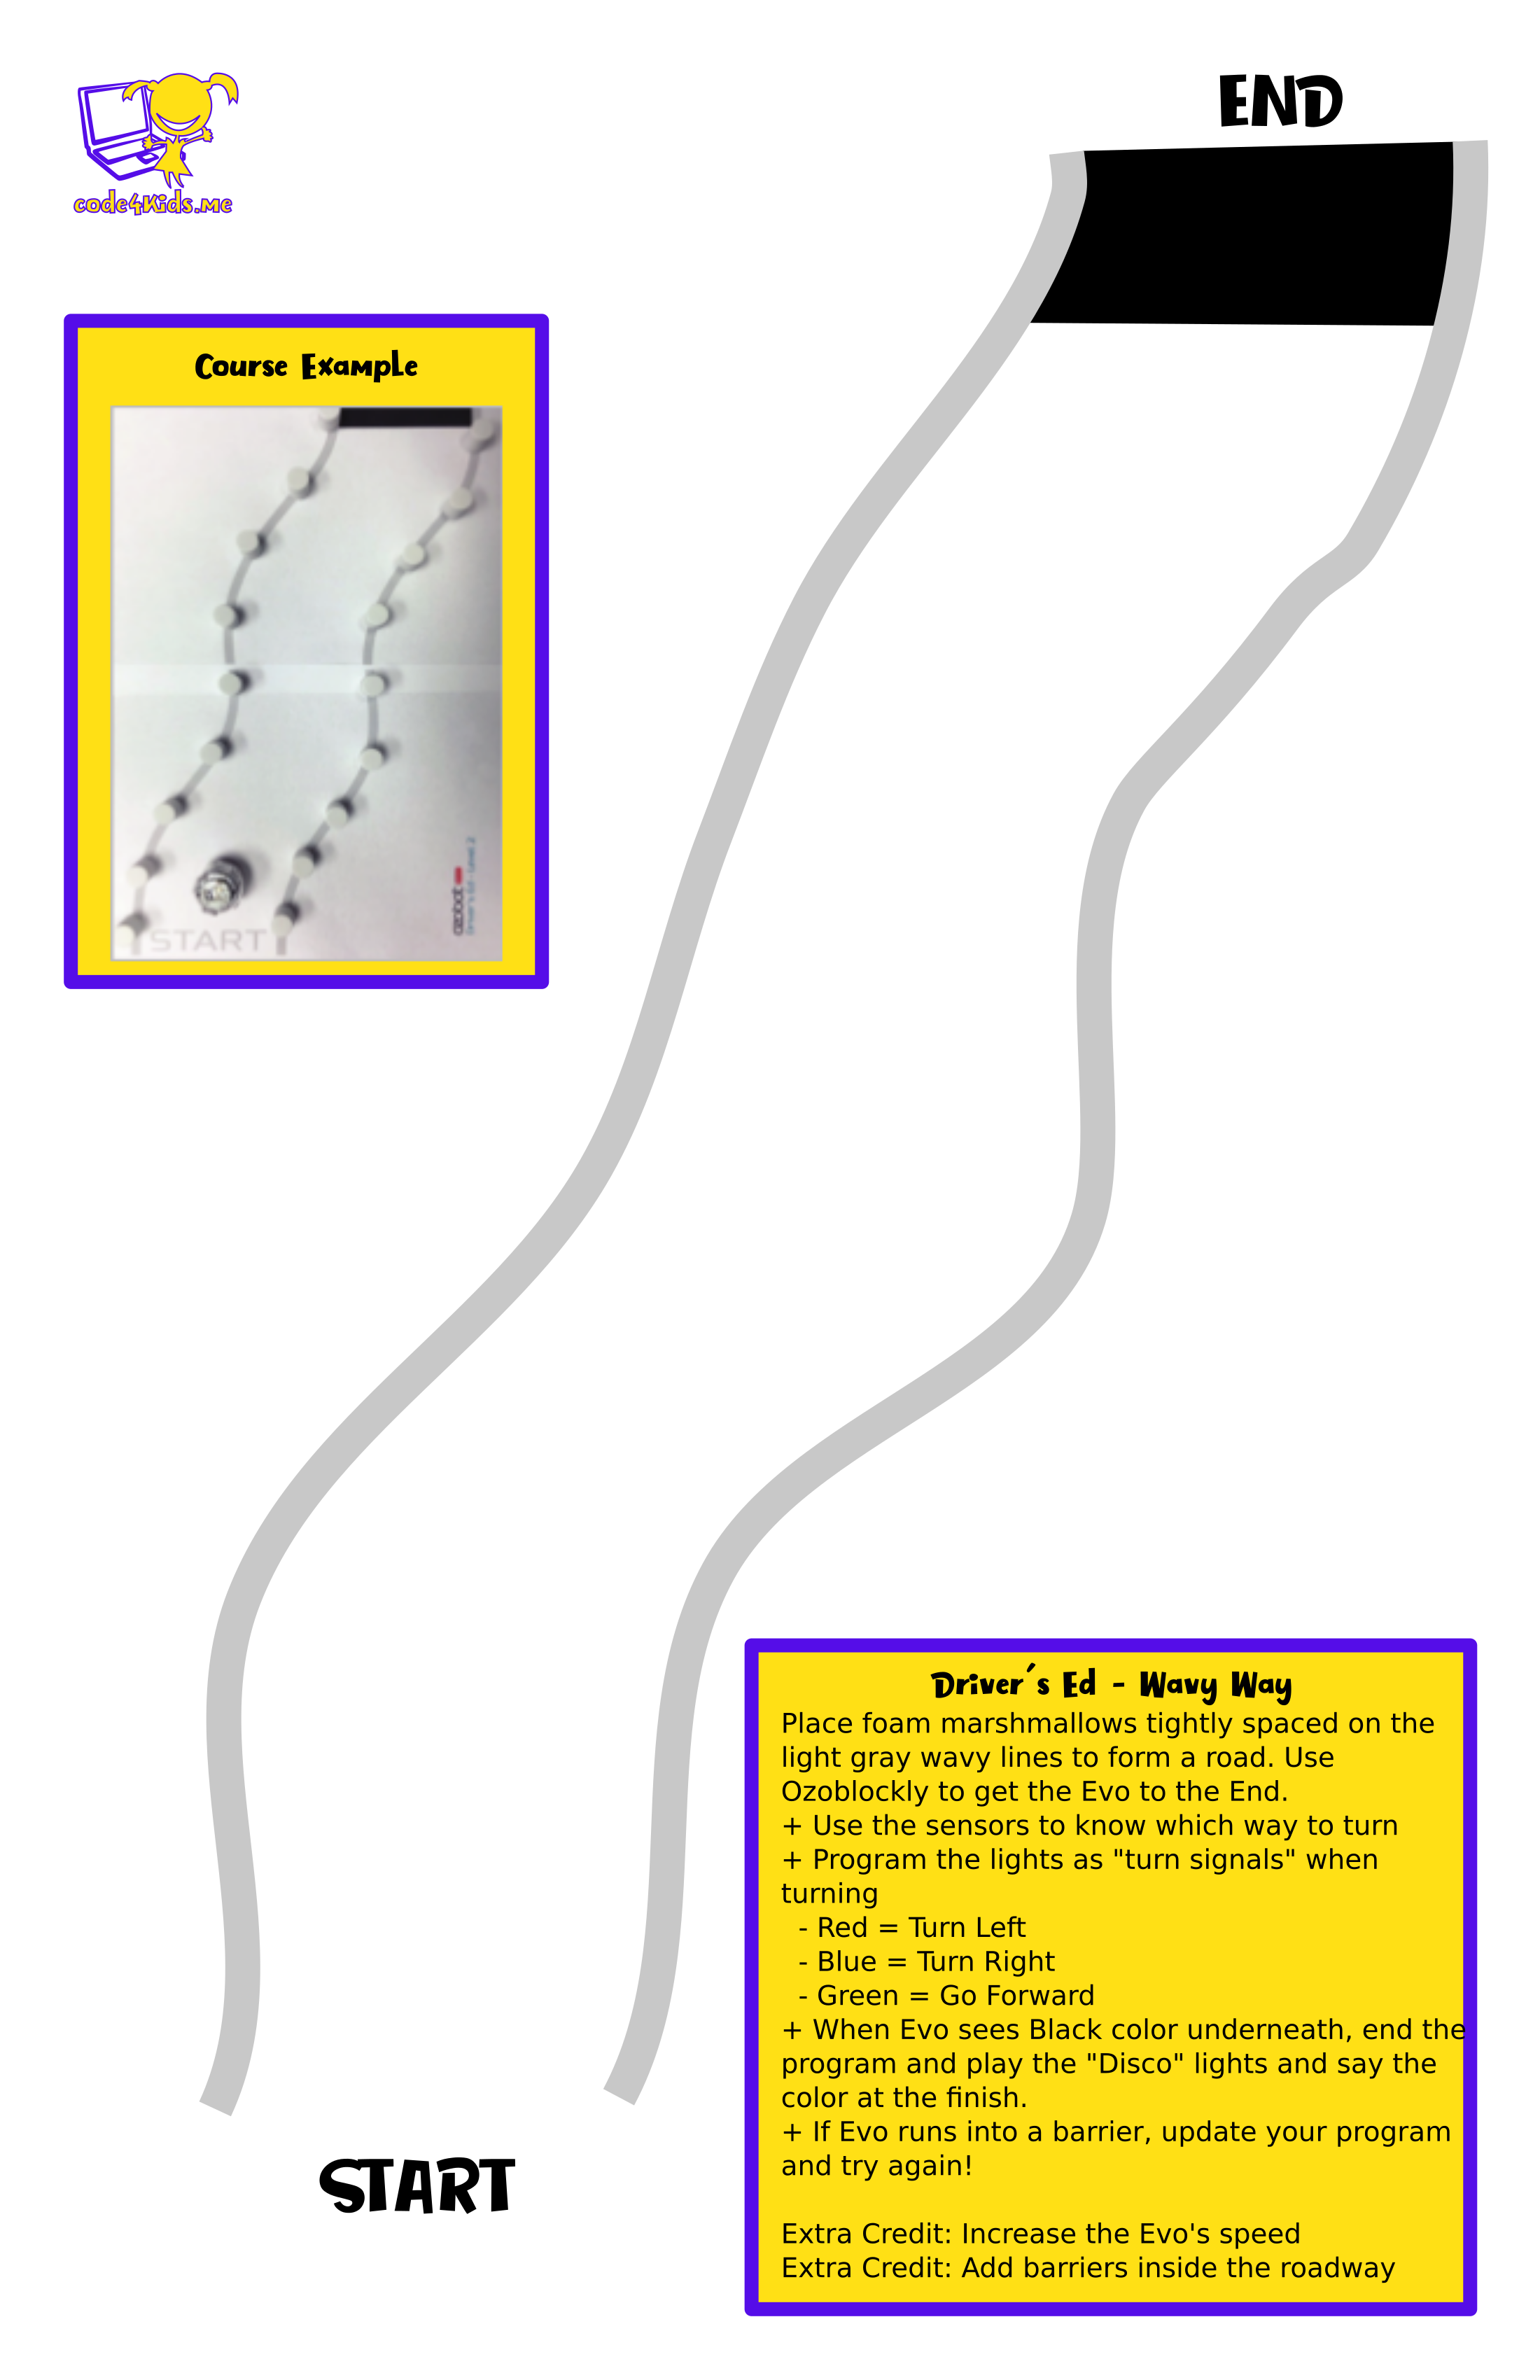 END
code4Kids.me
Course Example
START
ozobot
Driver's Ed - Level 2
START
Driver's Ed - Wavy Way
Place foam marshmallows tightly spaced on the
light gray wavy lines to form a road. Use
Ozoblockly to get the Evo to the End.
+ Use the sensors to know which way to turn
+ Program the lights as "turn signals" when
turning
- Red = Turn Left
- Blue = Turn Right
- Green = Go Forward
+ When Evo sees Black color underneath, end the
program and play the "Disco" lights and say the
color at the finish.
+ If Evo runs into a barrier, update your program
and try again!
Extra Credit: Increase the Evo's speed
Extra Credit: Add barriers inside the roadway